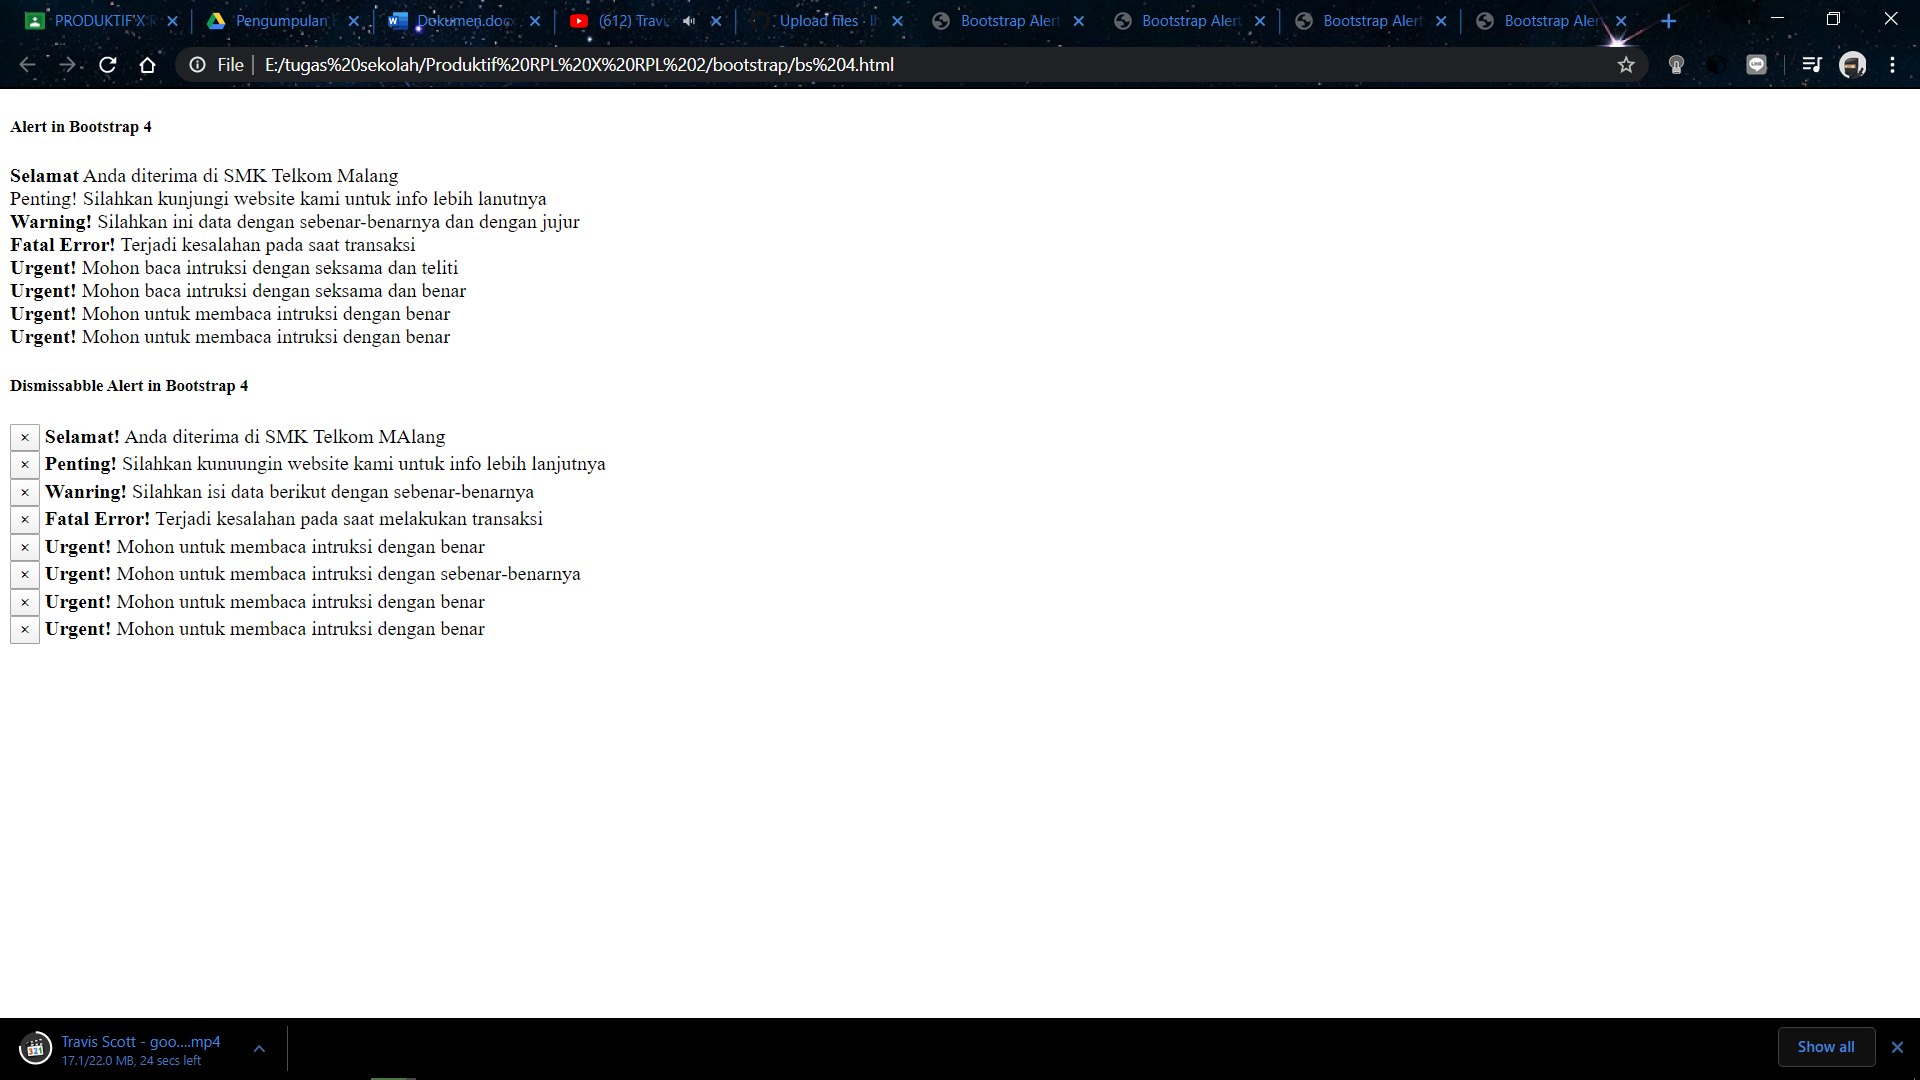 PRODUKTIF X
Pengumpulan
Dokumen.docx
(612) Travis
Upload files ·
Bootstrap Alert
Bootstrap Alert
Bootstrap Alert
Bootstrap Aler
File | E:/tugas%20sekolah/Produktif%20RPL%20X%20RPL%202/bootstrap/bs%204.html
Alert in Bootstrap 4
Selamat Anda diterima di SMK Telkom Malang
Penting! Silahkan kunjungi website kami untuk info lebih lanutnya
Warning! Silahkan ini data dengan sebenar-benarnya dan dengan jujur
Fatal Error! Terjadi kesalahan pada saat transaksi
Urgent! Mohon baca intruksi dengan seksama dan teliti
Urgent! Mohon baca intruksi dengan seksama dan benar
Urgent! Mohon untuk membaca intruksi dengan benar
Urgent! Mohon untuk membaca intruksi dengan benar
Dismissabble Alert in Bootstrap 4
× Selamat! Anda diterima di SMK Telkom MAlang
× Penting! Silahkan kunuungin website kami untuk info lebih lanjutnya
× Wanring! Silahkan isi data berikut dengan sebenar-benarnya
× Fatal Error! Terjadi kesalahan pada saat melakukan transaksi
× Urgent! Mohon untuk membaca intruksi dengan benar
× Urgent! Mohon untuk membaca intruksi dengan sebenar-benarnya
× Urgent! Mohon untuk membaca intruksi dengan benar
× Urgent! Mohon untuk membaca intruksi dengan benar
Travis Scott - goo....mp4
17.1/22.0 MB, 24 secs left
Show all